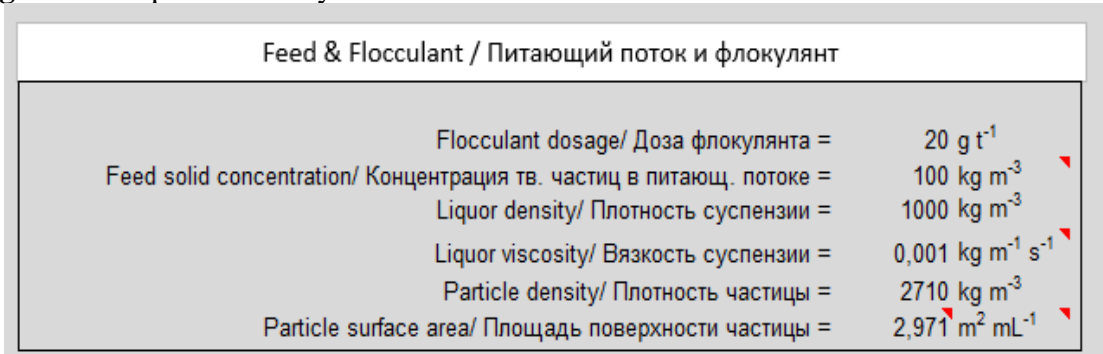 Feed & Flocculant / Питающий поток и флокулянт
Flocculant dosage/ Доза флокулянта = 20 g t⁻¹
Feed solid concentration/ Концентрация тв. частиц в питающ. потоке = 100 kg m⁻³
Liquor density/ Плотность суспензии = 1000 kg m⁻³
Liquor viscosity/ Вязкость суспензии = 0,001 kg m⁻¹ s⁻¹
Particle density/ Плотность частицы = 2710 kg m⁻³
Particle surface area/ Площадь поверхности частицы = 2,971 m² mL⁻¹